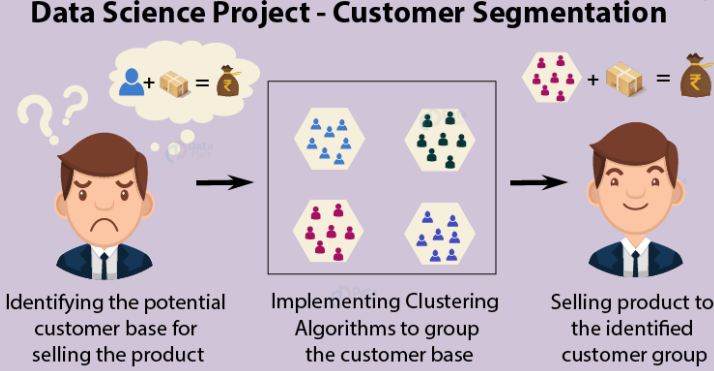 Data Science Project - Customer Segmentation
+
=
₹
+
=
₹
Identifying the potential
customer base for
selling the product
Implementing Clustering
Algorithms to group
the customer base
Selling product to
the identified
customer group